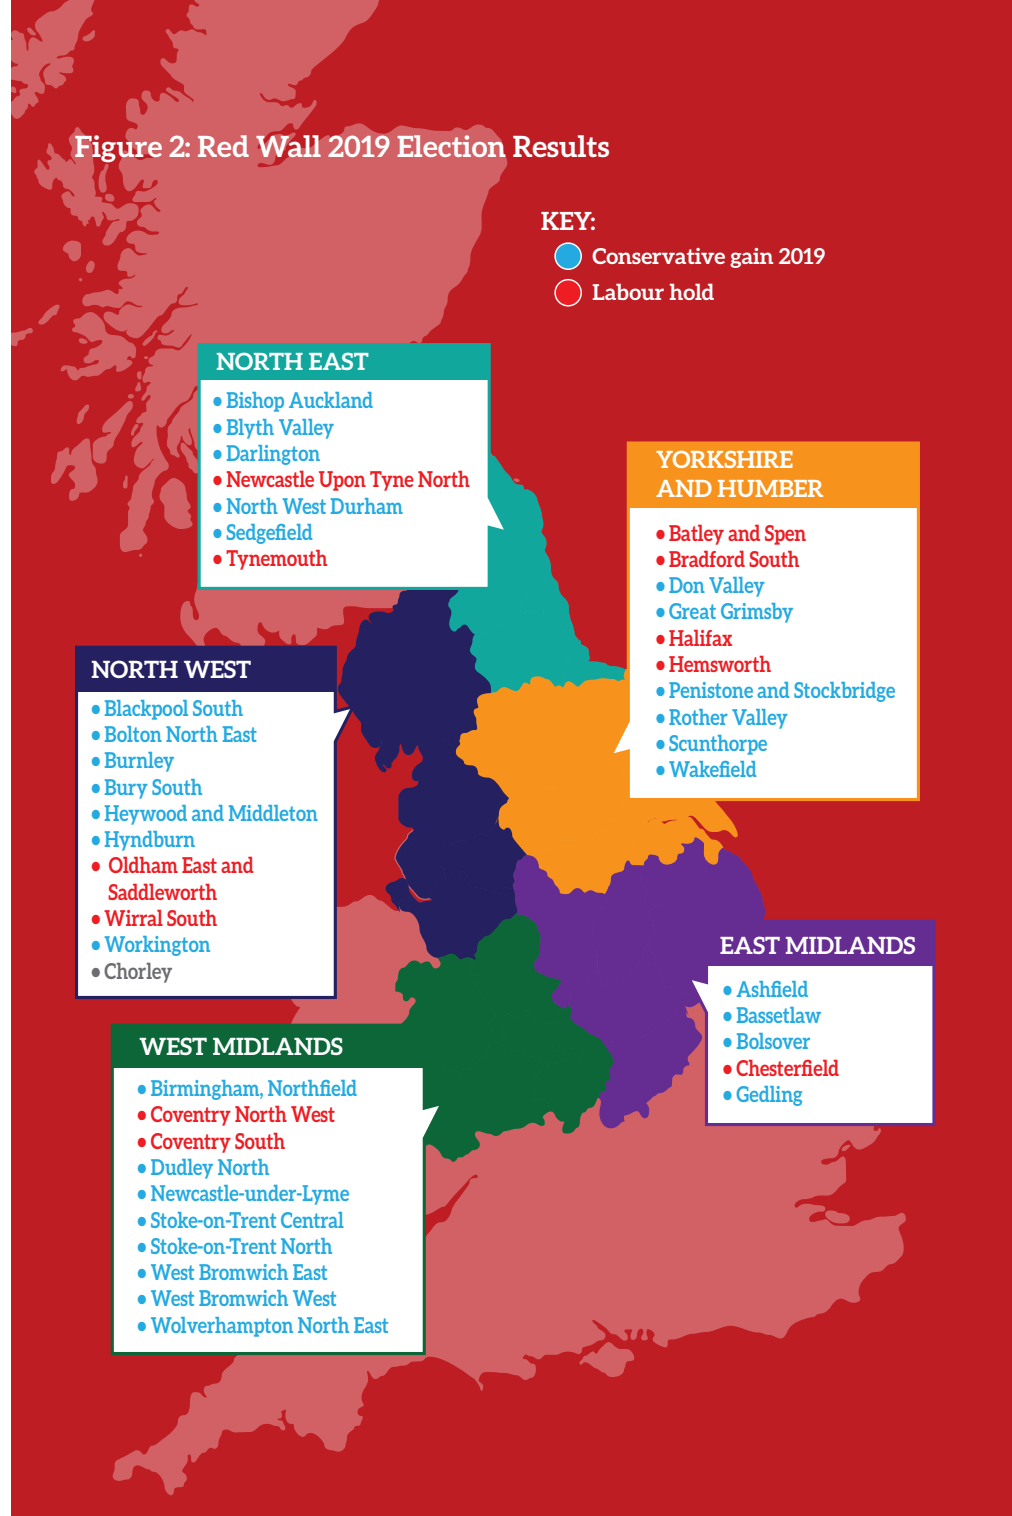 Figure 2: Red Wall 2019 Election Results
KEY:
Conservative gain 2019
Labour hold
NORTH EAST
• Bishop Auckland
• Blyth Valley
• Darlington
• Newcastle Upon Tyne North
• North West Durham
• Sedgefield
• Tynemouth
YORKSHIRE
AND HUMBER
• Batley and Spen
• Bradford South
• Don Valley
• Great Grimsby
• Halifax
• Hemsworth
• Penistone and Stockbridge
• Rother Valley
• Scunthorpe
• Wakefield
NORTH WEST
• Blackpool South
• Bolton North East
• Burnley
• Bury South
• Heywood and Middleton
• Hyndburn
• Oldham East and
Saddleworth
• Wirral South
• Workington
• Chorley
EAST MIDLANDS
• Ashfield
• Bassetlaw
• Bolsover
• Chesterfield
• Gedling
WEST MIDLANDS
• Birmingham, Northfield
• Coventry North West
• Coventry South
• Dudley North
• Newcastle-under-Lyme
• Stoke-on-Trent Central
• Stoke-on-Trent North
• West Bromwich East
• West Bromwich West
• Wolverhampton North East